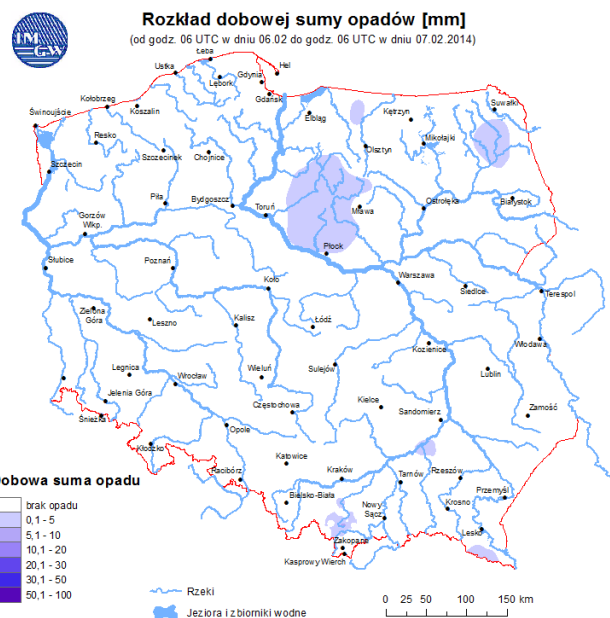 IM
GW
Rozkład dobowej sumy opadów [mm]
(od godz. 06 UTC w dniu 06.02 do godz. 06 UTC w dniu 07.02.2014)
Łeba
Ustka
Hel
Lębork
Gdynia
Gdańsk
Kołobrzeg
Koszalin
Elbląg
Kętrzyn
Suwałki
Świnoujście
Resko
Szczecinek
Chojnice
Olsztyn
Mikołajki
Szczecin
Piła
Bydgoszcz
Toruń
Mława
Ostrołęka
Białystok
Gorzów
Wkp.
Płock
Słubice
Poznań
Koło
Warszawa
Siedlce
Terespol
Zielona
Góra
Leszno
Kalisz
Łódź
Kozienice
Włodawa
Legnica
Wrocław
Wieluń
Sulejów
Lublin
Jelenia Góra
Częstochowa
Kielce
Sandomierz
Zamość
Śnieżka
Opole
Kłodzko
Katowice
Racibórz
Kraków
Tarnów
Rzeszów
Bielsko-Biała
Nowy
Sącz
Krosno
Przemyśl
Lesko
Zakopane
Kasprowy Wierch
Dobowa suma opadu
brak opadu
0,1 - 5
5,1 - 10
10,1 - 20
20,1 - 30
30,1 - 50
50,1 - 100
Rzeki
Jeziora i zbiorniki wodne
0 25 50 100 150 km